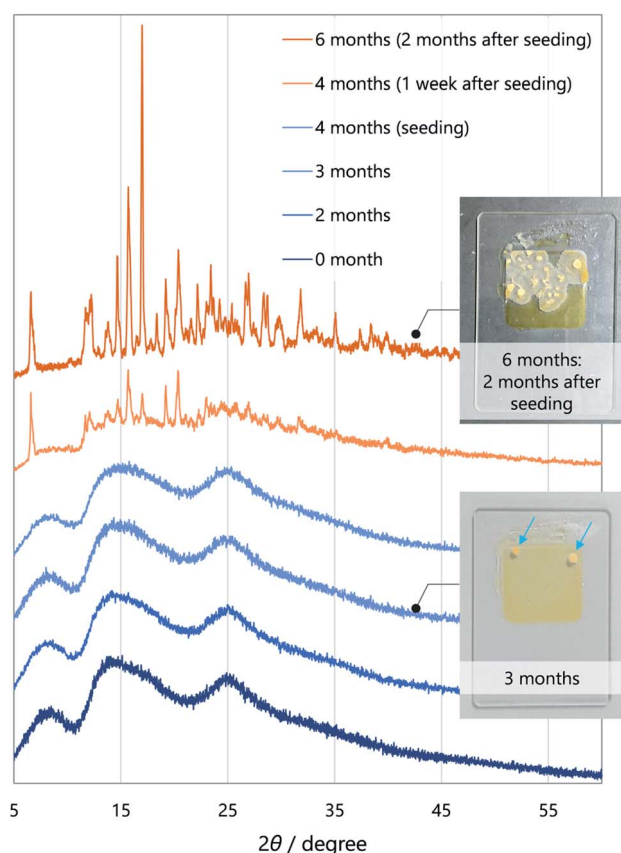 6 months (2 months after seeding)
4 months (1 week after seeding)
4 months (seeding)
3 months
2 months
0 month
6 months:
2 months after
seeding
3 months
5 15 25 35 45 55
2θ / degree